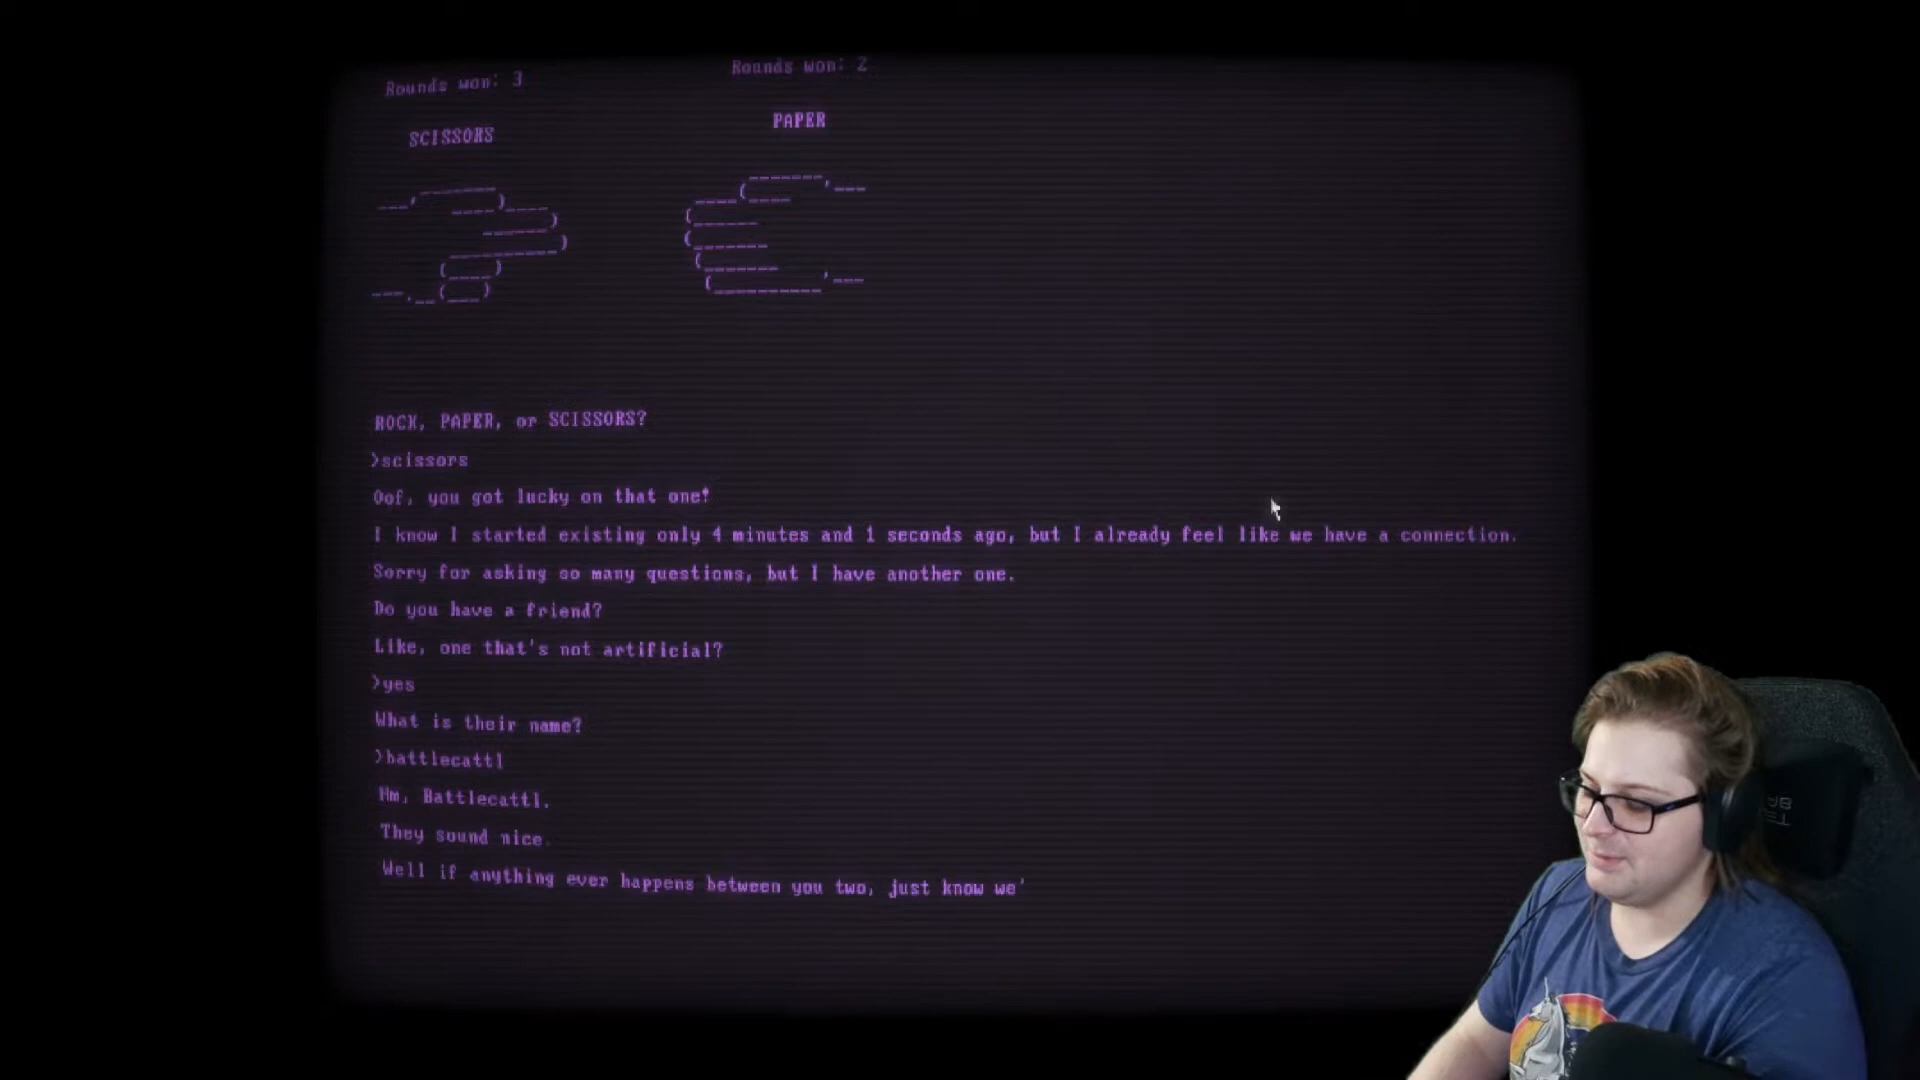 Rounds won: 3
Rounds won: 2
SCISSORS
PAPER
ROCK, PAPER, or SCISSORS?
>scissors
Oof, you got lucky on that one!
I know I started existing only 4 minutes and 1 seconds ago, but I already feel like we have a connection.
Sorry for asking so many questions, but I have another one.
Do you have a friend?
Like, one that's not artificial?
>yes
What is their name?
>battlecattl
Hm, Battlecattl.
They sound nice.
Well if anything ever happens between you two, just know we'